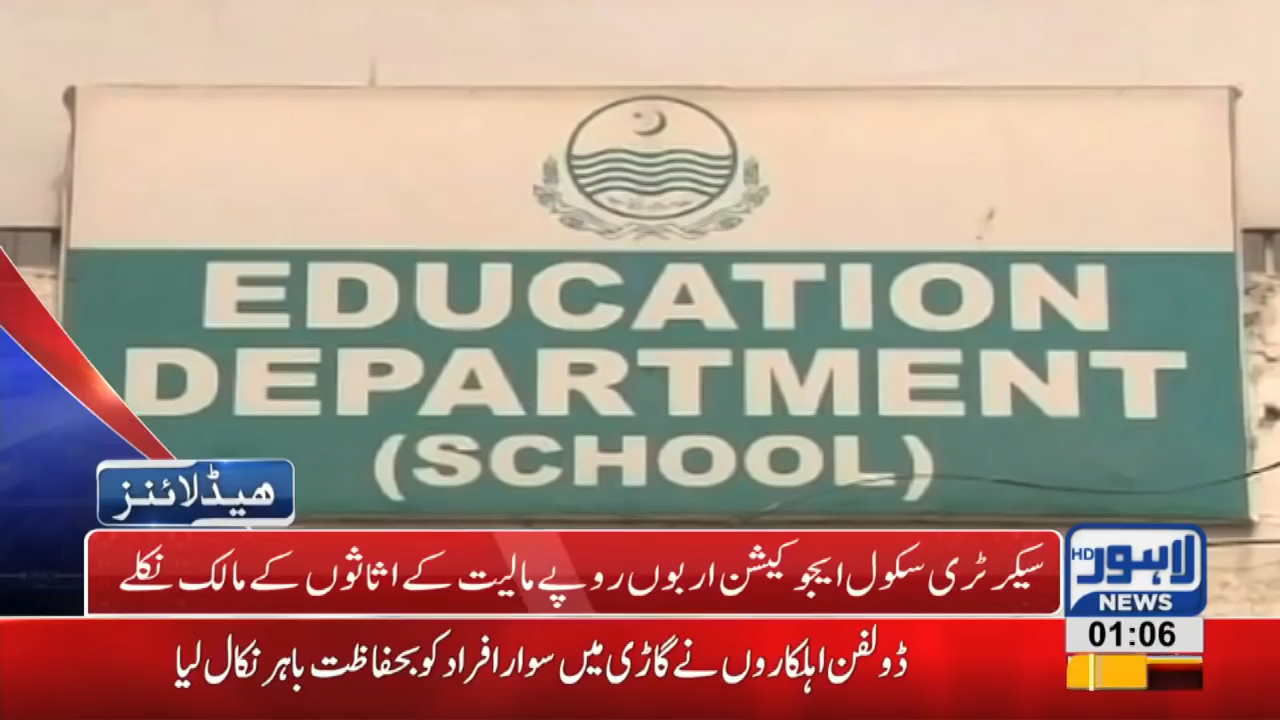 EDUCATION
DEPARTMENT
(SCHOOL)
ہیڈلائنز
سیکرٹری سکول ایجوکیشن اربوں روپے مالیت کے اثاثوں کے مالک نکلے
لاہور
HD
NEWS
01:06
ڈولفن اہلکاروں نے گاڑی میں سوار افراد کو بحفاظت باہر نکال لیا